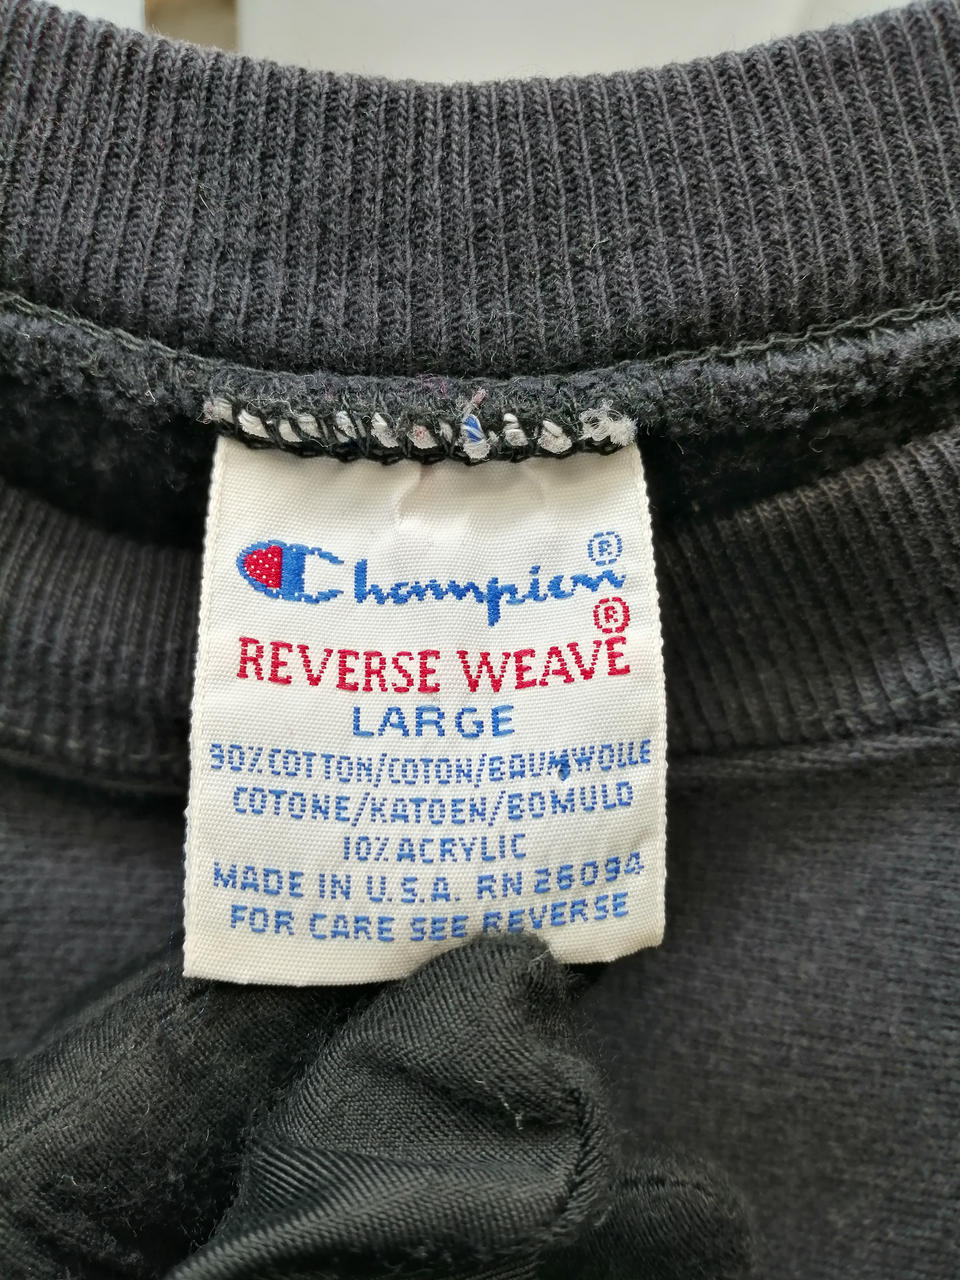 Champion®
REVERSE WEAVE®
LARGE
90% COTTON/COTON/BAUMWOLLE
COTONE/KATOEN/BOMULD
10% ACRYLIC
MADE IN U.S.A. RN 26094
FOR CARE SEE REVERSE